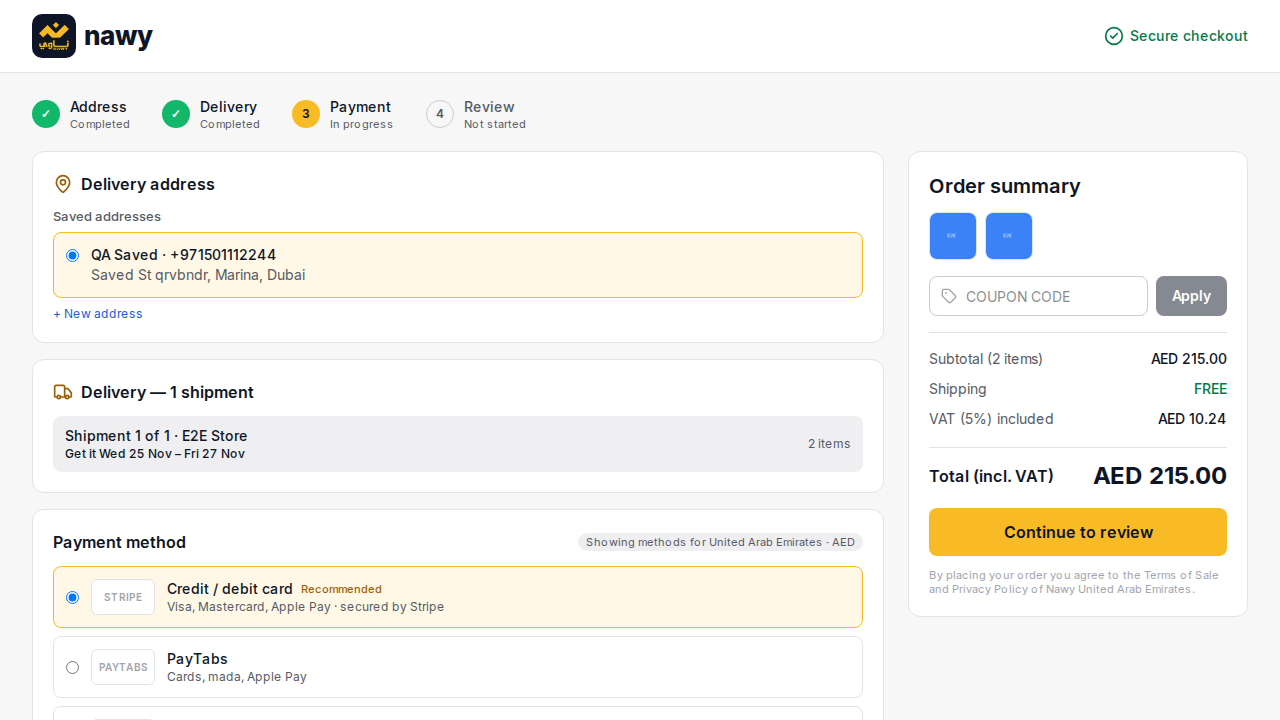 ناوي
NAWY
nawy
Secure checkout
✓ Address
Completed
✓ Delivery
Completed
3 Payment
In progress
4 Review
Not started
Delivery address
Saved addresses
QA Saved · +971501112244
Saved St qrvbndr, Marina, Dubai
+ New address
Delivery — 1 shipment
Shipment 1 of 1 · E2E Store
Get it Wed 25 Nov – Fri 27 Nov
2 items
Payment method
Showing methods for United Arab Emirates · AED
STRIPE
Credit / debit card Recommended
Visa, Mastercard, Apple Pay · secured by Stripe
PAYTABS
PayTabs
Cards, mada, Apple Pay
Order summary
COUPON CODE
Apply
Subtotal (2 items) AED 215.00
Shipping FREE
VAT (5%) included AED 10.24
Total (incl. VAT) AED 215.00
Continue to review
By placing your order you agree to the Terms of Sale
and Privacy Policy of Nawy United Arab Emirates.